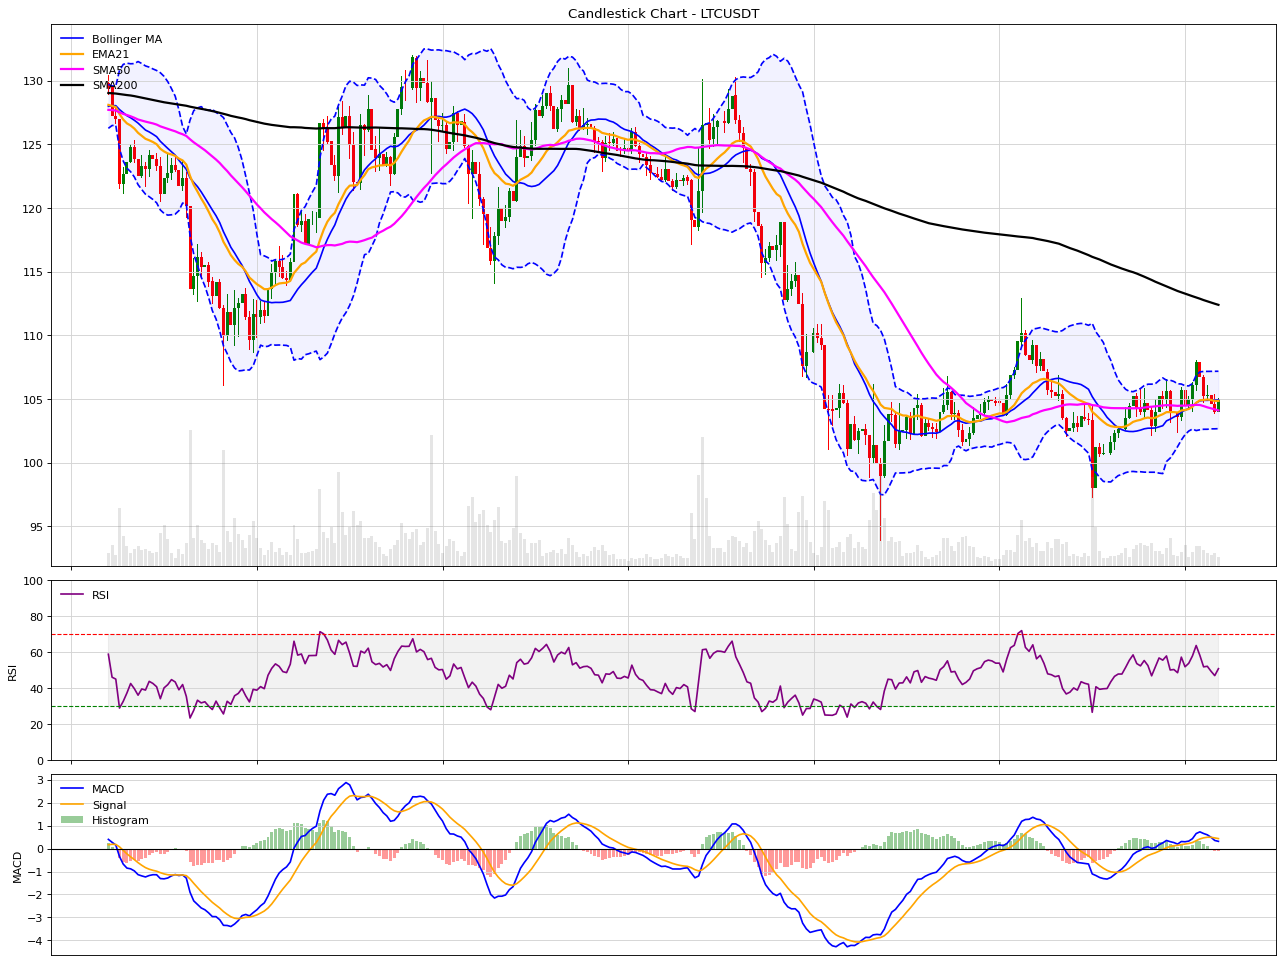 Candlestick Chart - LTCUSDT
Bollinger MA
EMA21
SMA50
SMA200
130
125
120
115
110
105
100
95
100
80
60
40
20
0
RSI
RSI
3
2
1
0
−1
−2
−3
−4
MACD
MACD
Signal
Histogram